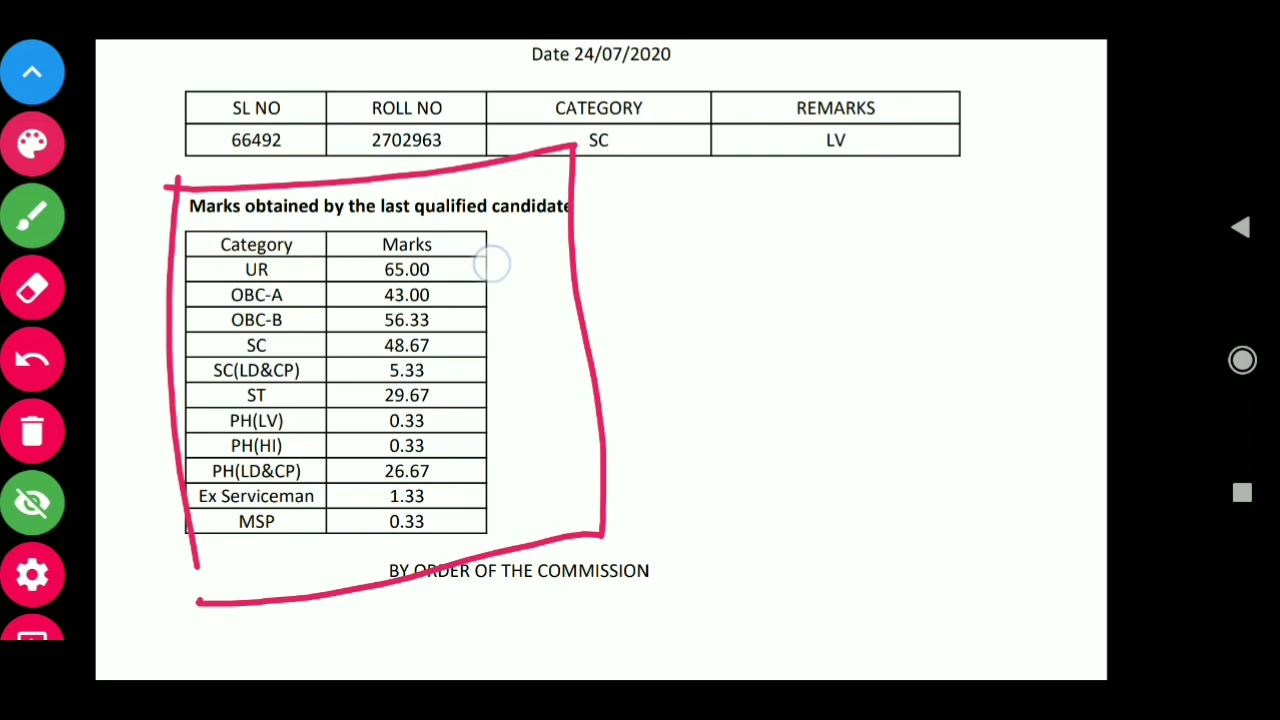 Date 24/07/2020
SL NO ROLL NO CATEGORY REMARKS
66492 2702963 SC LV
Marks obtained by the last qualified candidate
Category Marks
UR 65.00
OBC-A 43.00
OBC-B 56.33
SC 48.67
SC(LD&CP) 5.33
ST 29.67
PH(LV) 0.33
PH(HI) 0.33
PH(LD&CP) 26.67
Ex Serviceman 1.33
MSP 0.33
BY ORDER OF THE COMMISSION